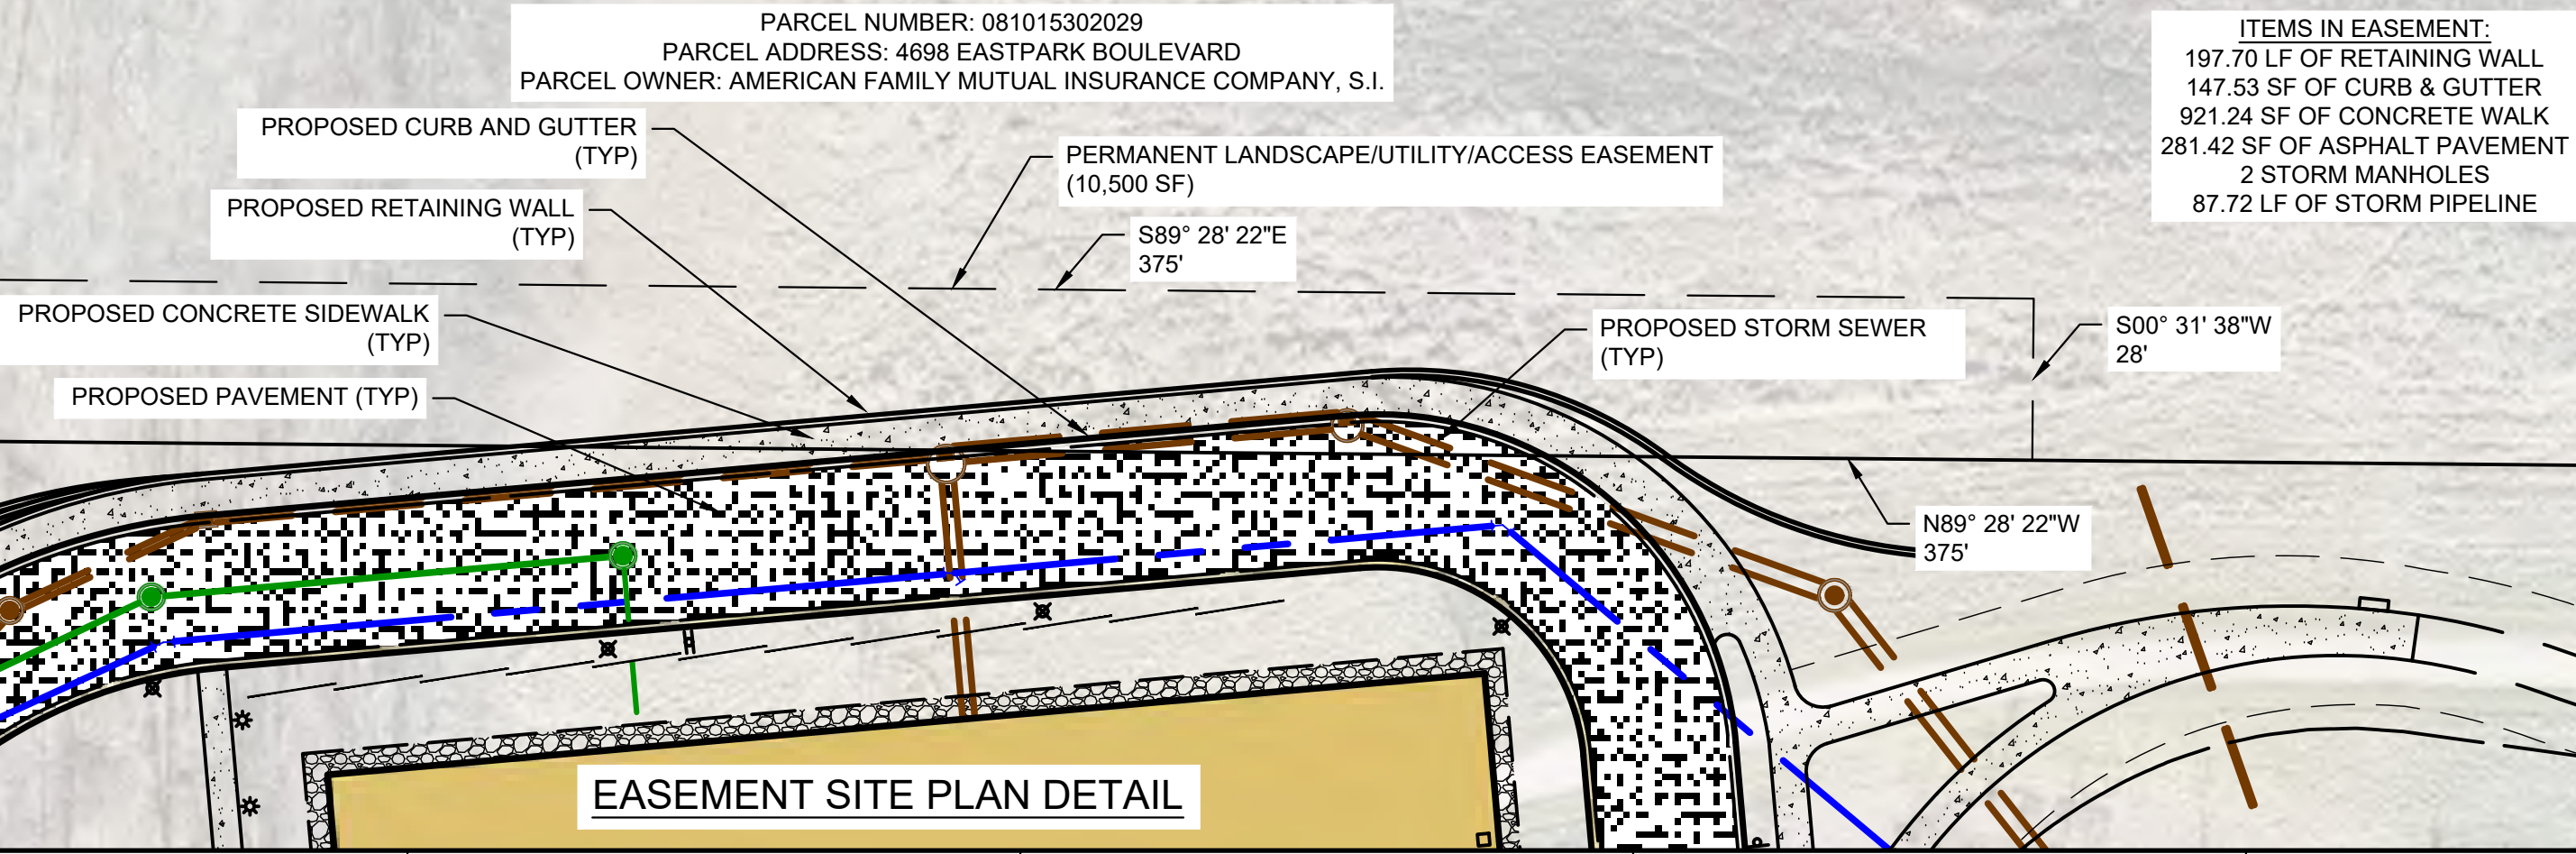 PARCEL NUMBER: 081015302029
PARCEL ADDRESS: 4698 EASTPARK BOULEVARD
PARCEL OWNER: AMERICAN FAMILY MUTUAL INSURANCE COMPANY, S.I.
ITEMS IN EASEMENT:
197.70 LF OF RETAINING WALL
147.53 SF OF CURB & GUTTER
921.24 SF OF CONCRETE WALK
281.42 SF OF ASPHALT PAVEMENT
2 STORM MANHOLES
87.72 LF OF STORM PIPELINE
PROPOSED CURB AND GUTTER
(TYP)
PERMANENT LANDSCAPE/UTILITY/ACCESS EASEMENT
(10,500 SF)
PROPOSED RETAINING WALL
(TYP)
S89° 28' 22"E
375'
PROPOSED CONCRETE SIDEWALK
(TYP)
PROPOSED STORM SEWER
(TYP)
S00° 31' 38"W
28'
PROPOSED PAVEMENT (TYP)
N89° 28' 22"W
375'
EASEMENT SITE PLAN DETAIL